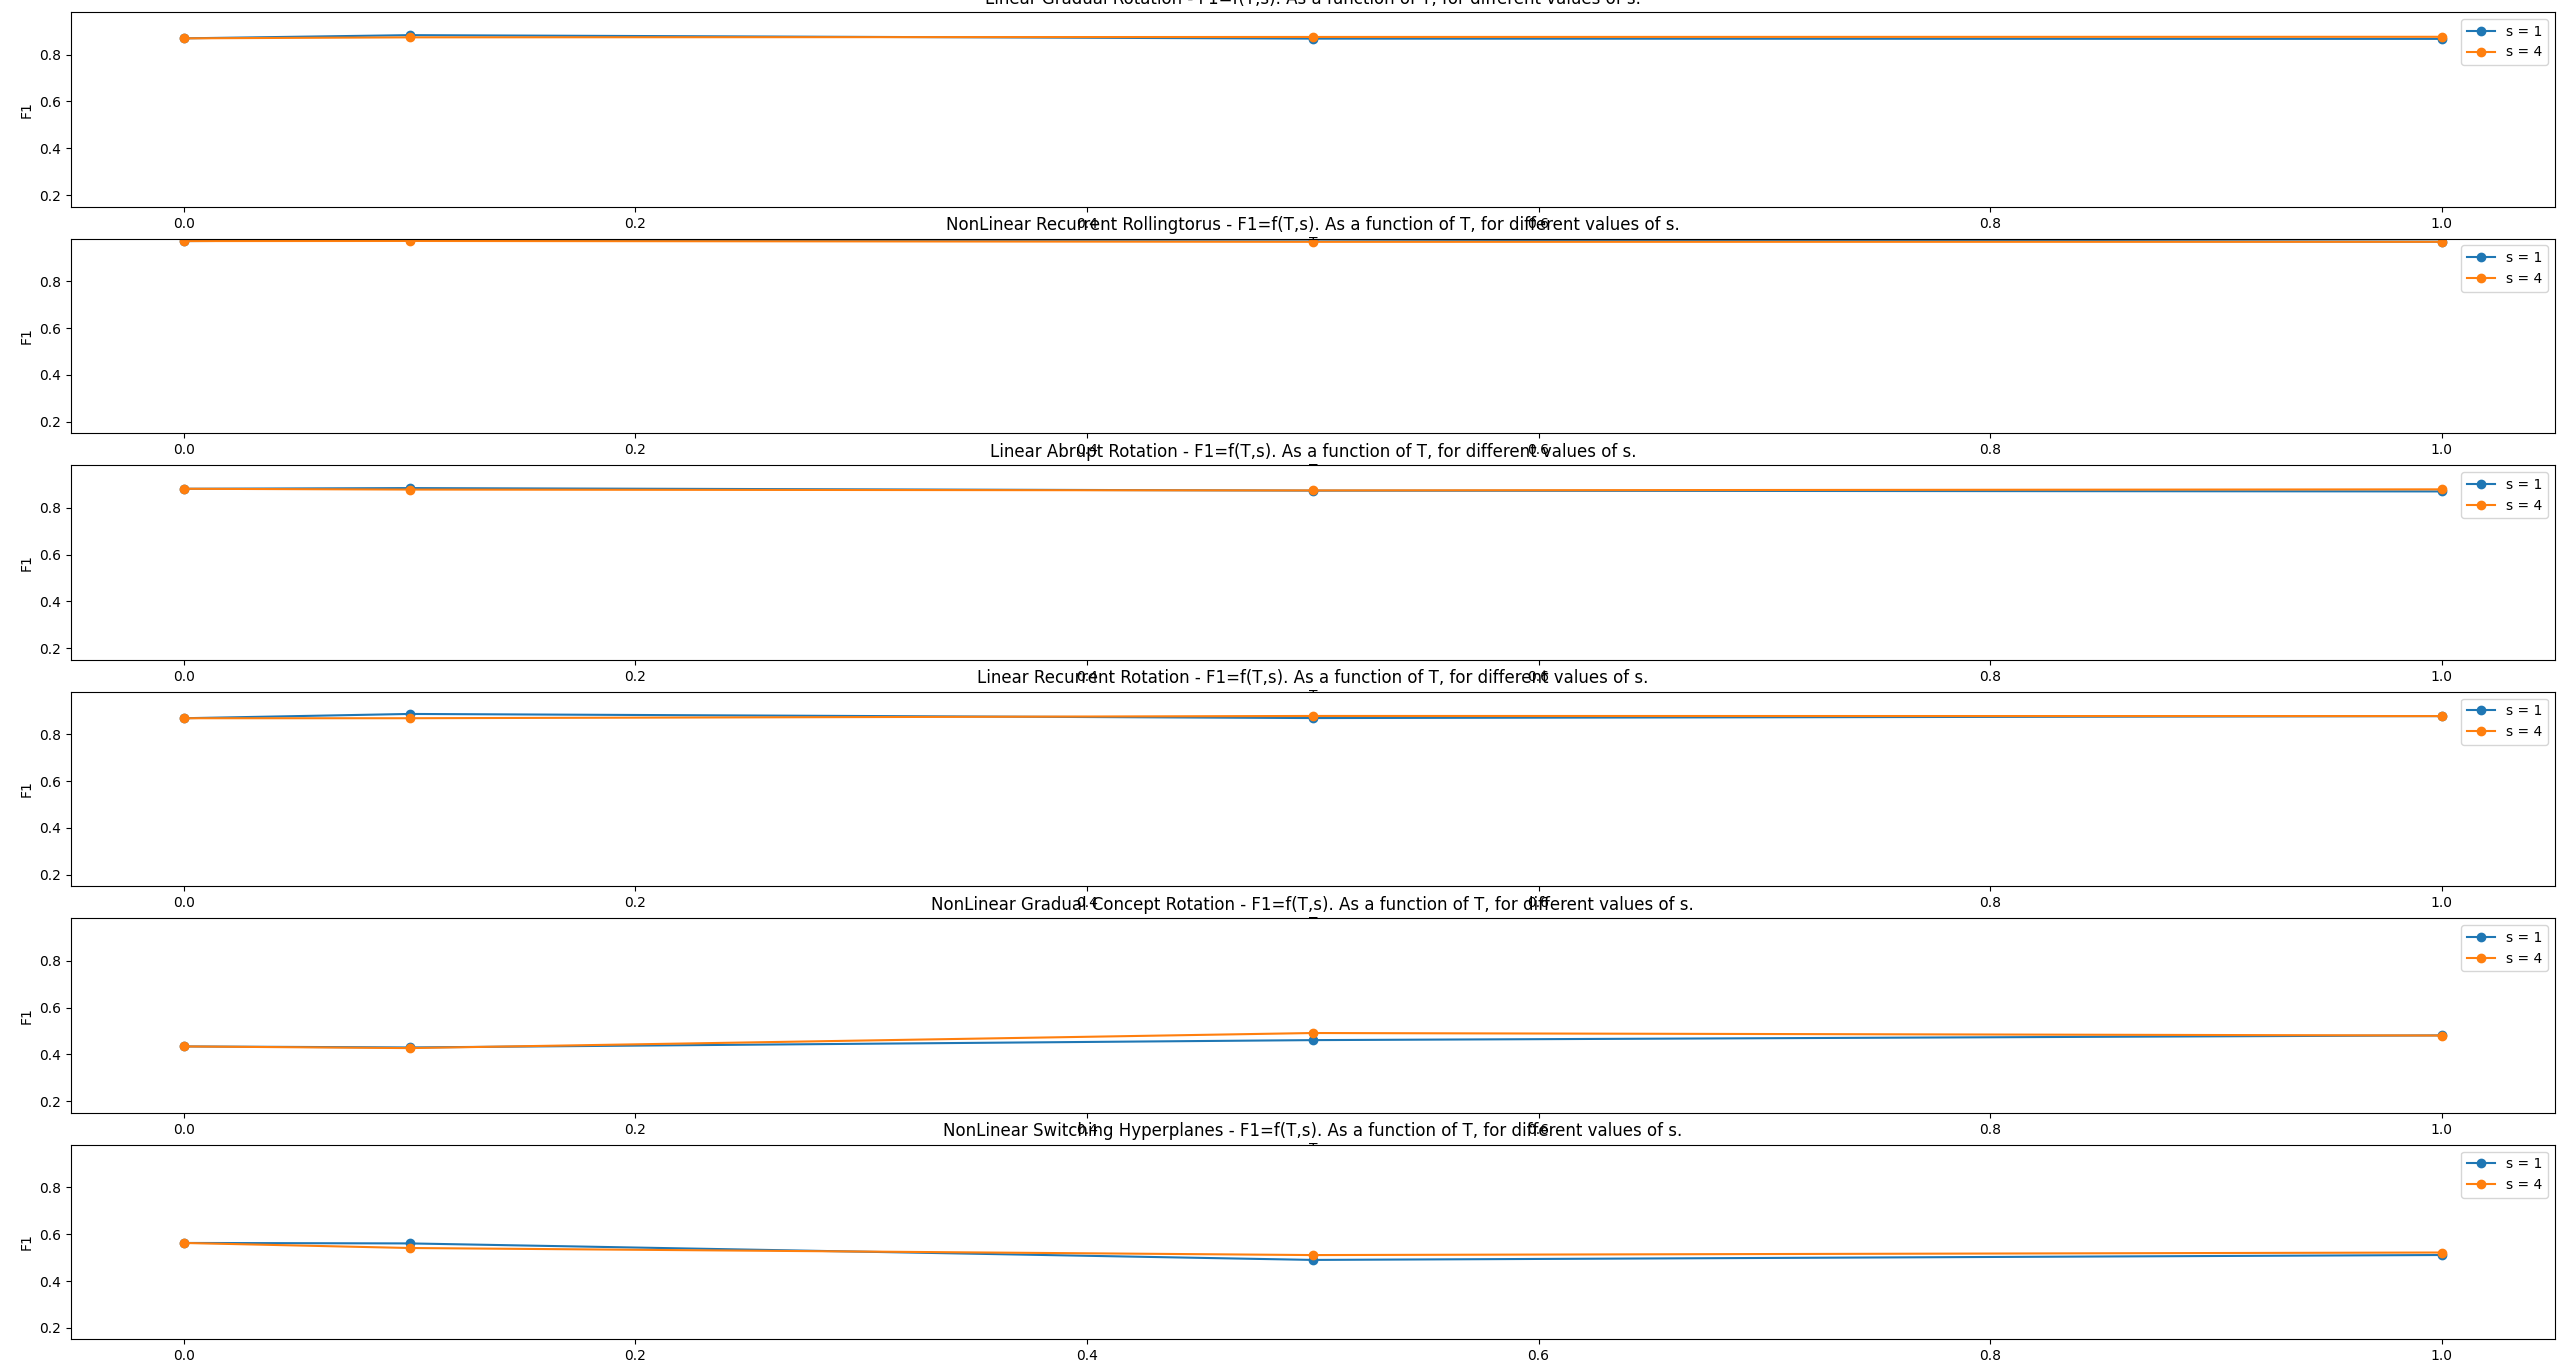 Linear Gradual Rotation - F1=f(T,s). As a function of T, for different values of s.
0.8
0.6
0.4
0.2
F1
s = 1
s = 4
0.0 0.2 0.4 0.6 0.8 1.0
NonLinear Recurrent Rollingtorus - F1=f(T,s). As a function of T, for different values of s.
0.8
0.6
0.4
0.2
F1
s = 1
s = 4
0.0 0.2 0.4 0.6 0.8 1.0
Linear Abrupt Rotation - F1=f(T,s). As a function of T, for different values of s.
0.8
0.6
0.4
0.2
F1
s = 1
s = 4
0.0 0.2 0.4 0.6 0.8 1.0
Linear Recurrent Rotation - F1=f(T,s). As a function of T, for different values of s.
0.8
0.6
0.4
0.2
F1
s = 1
s = 4
0.0 0.2 0.4 0.6 0.8 1.0
NonLinear Gradual Concept Rotation - F1=f(T,s). As a function of T, for different values of s.
0.8
0.6
0.4
0.2
F1
s = 1
s = 4
0.0 0.2 0.4 0.6 0.8 1.0
NonLinear Switching Hyperplanes - F1=f(T,s). As a function of T, for different values of s.
0.8
0.6
0.4
0.2
F1
s = 1
s = 4
0.0 0.2 0.4 0.6 0.8 1.0